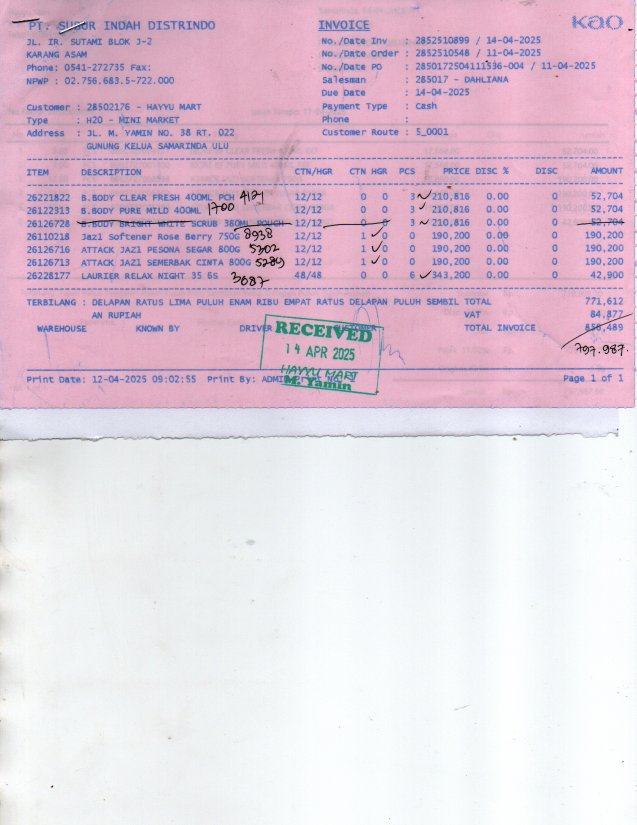 PT. SUBUR INDAH DISTRINDO
INVOICE
kao
JL. IR. SUTAMI BLOK J-2
KARANG ASAM
Phone: 0541-272735 Fax:
NPWP : 02.756.683.5-722.000
No./Date Inv : 2852510899 / 14-04-2025
No./Date Order : 2852510548 / 11-04-2025
No./Date PO : 2850172504111536-004 / 11-04-2025
Salesman : 285017 - DAHLIANA
Due Date : 14-04-2025
Customer : 28502176 - HAYYU MART
Payment Type : Cash
Type : H20 - MINI MARKET
Phone :
Address : JL. M. YAMIN NO. 38 RT. 022
Customer Route : 5_0001
GUNUNG KELUA SAMARINDA ULU
ITEM DESCRIPTION CTN/HGR CTN HGR PCS PRICE DISC % DISC AMOUNT
26221822 B.BODY CLEAR FRESH 400ML PCH 4121 12/12 0 0 3 210,816 0.00 0 52,704
26122313 B.BODY PURE MILD 400ML 1700 12/12 0 0 3 210,816 0.00 0 52,704
26126728 B.BODY BRIGHT WHITE SCRUB 380ML POUCH 12/12 0 0 3 210,816 0.00 0 52,704
26110218 Jaz1 Softener Rose Berry 750G 8938 12/12 1 0 0 190,200 0.00 0 190,200
26126716 ATTACK JAZ1 PESONA SEGAR 800G 5302 12/12 1 0 0 190,200 0.00 0 190,200
26126713 ATTACK JAZ1 SEMERBAK CINTA 800G 5289 12/12 1 0 0 190,200 0.00 0 190,200
26228177 LAURIER RELAX NIGHT 35 6S 3087 48/48 0 0 6 343,200 0.00 0 42,900
TERBILANG : DELAPAN RATUS LIMA PULUH ENAM RIBU EMPAT RATUS DELAPAN PULUH SEMBIL TOTAL 771,612
AN RUPIAH VAT 84,877
WAREHOUSE KNOWN BY DRIVER CUSTOMER TOTAL INVOICE 856,489
797.987.
RECEIVED
14 APR 2025
HAYYU MART
M. Yamin
Print Date: 12-04-2025 09:02:55 Print By: Page 1 of 1